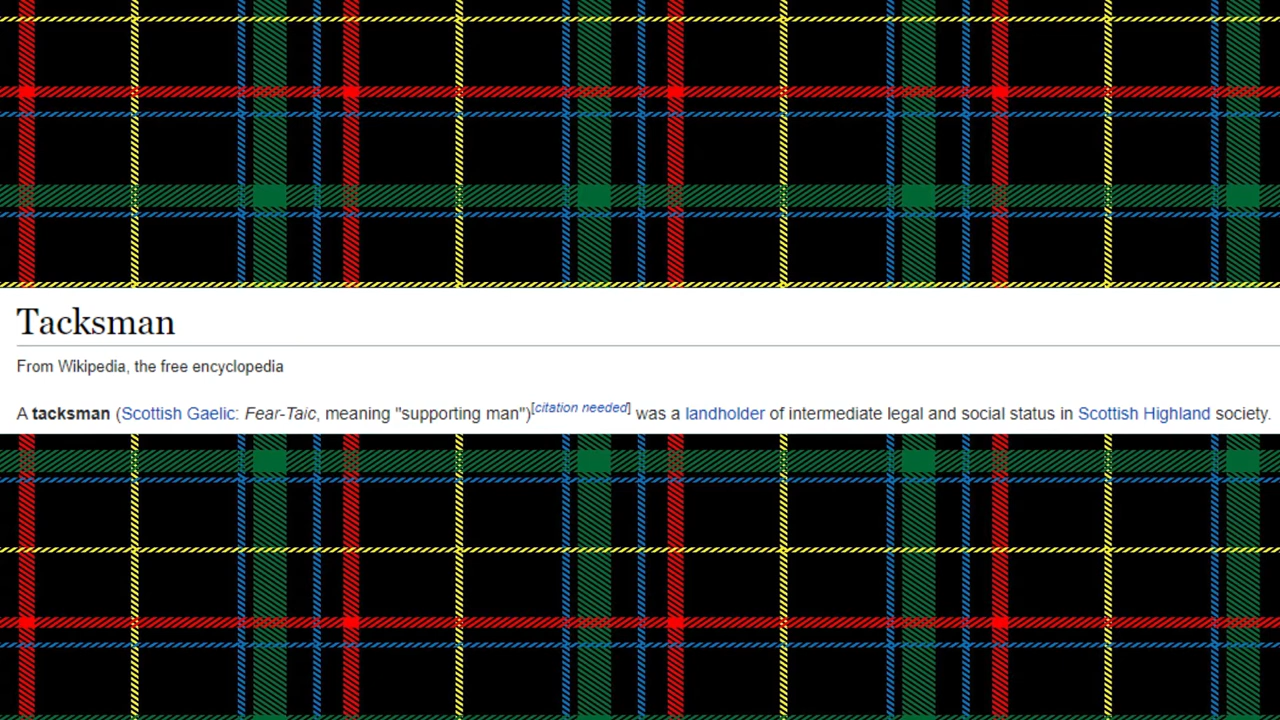 Tacksman
From Wikipedia, the free encyclopedia
A tacksman (Scottish Gaelic: Fear-Taic, meaning "supporting man")[citation needed] was a landholder of intermediate legal and social status in Scottish Highland society.